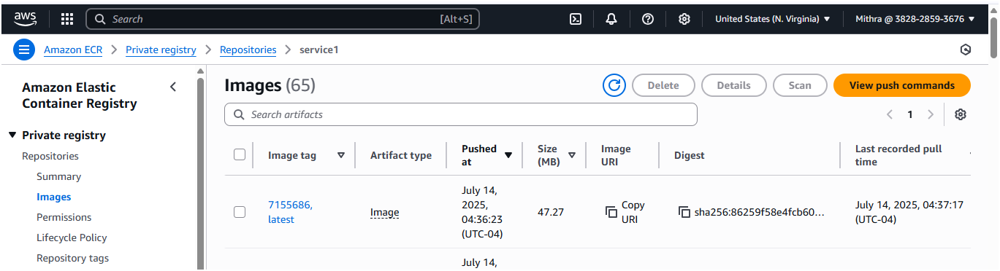 aws
Search [Alt+S]
United States (N. Virginia)
Mithra @ 3828-2859-3676
Amazon ECR
Private registry
Repositories
service1
Amazon Elastic
Container Registry
Private registry
Repositories
Summary
Images
Permissions
Lifecycle Policy
Repository tags
Images (65)
Delete
Details
Scan
View push commands
Search artifacts
1
Image tag
Artifact type
Pushed
at
Size
(MB)
Image
URI
Digest
Last recorded pull
time
7155686,
latest
Image
July 14,
2025,
04:36:23
(UTC-04)
47.27
Copy
URI
sha256:86259f58e4fcb60...
July 14, 2025, 04:37:17
(UTC-04)
July 14,